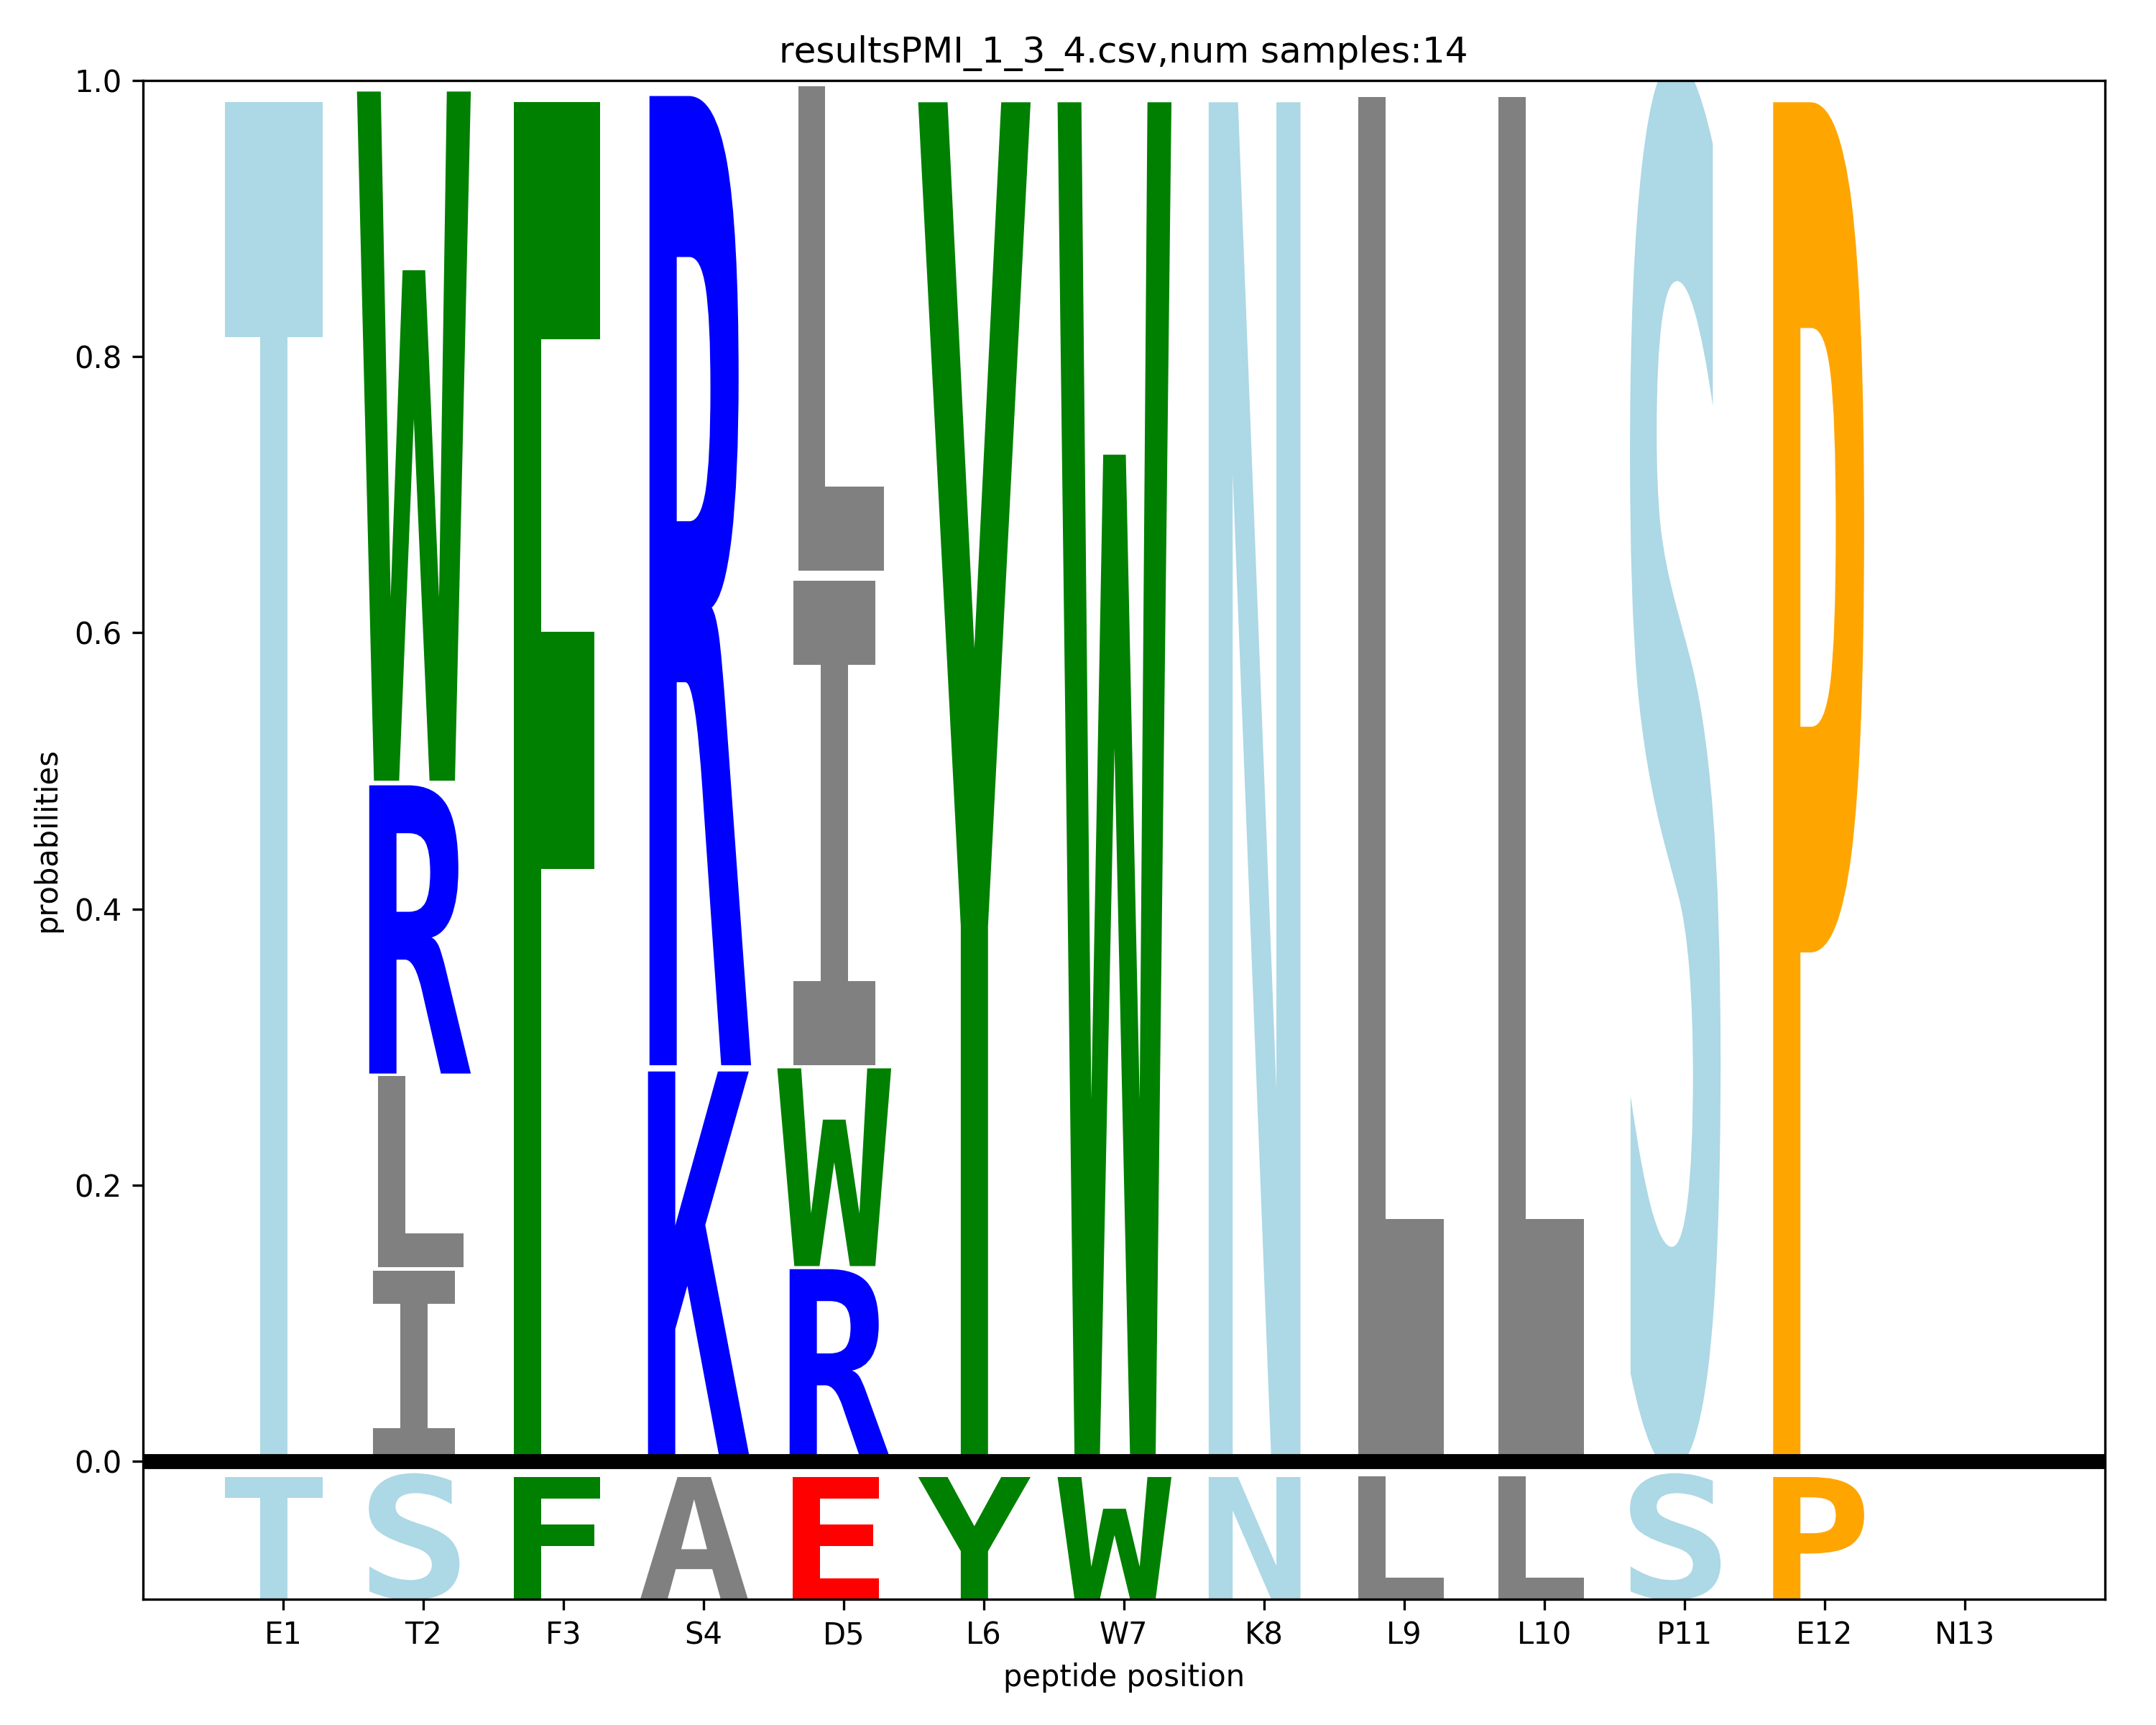 resultsPMI_1_3_4.csv,num samples:14
1.0
0.8
0.6
0.4
0.2
0.0
probabilities
T W F R L Y W N L L S P
R K I
L W
I R
T S F A E Y W N L L S P
E1 T2 F3 S4 D5 L6 W7 K8 L9 L10 P11 E12 N13
peptide position